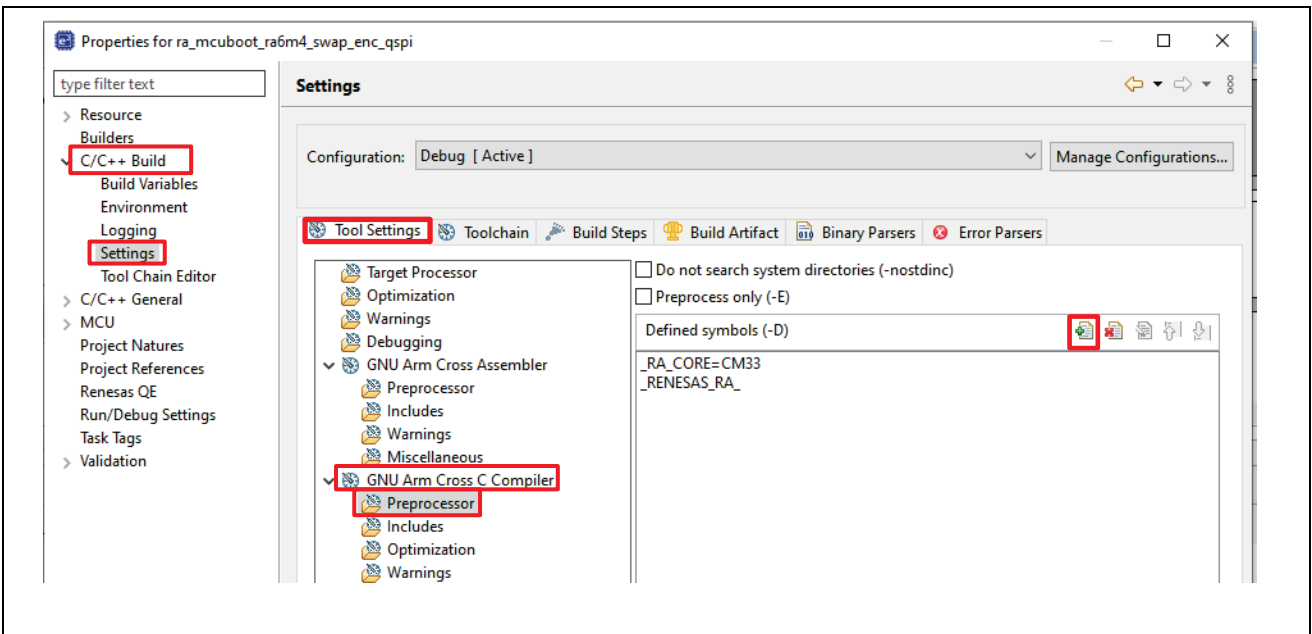 Properties for ra_mcuboot_ra6m4_swap_enc_qspi
type filter text
Resource
Builders
C/C++ Build
Build Variables
Environment
Logging
Settings
Tool Chain Editor
C/C++ General
MCU
Project Natures
Project References
Renesas QE
Run/Debug Settings
Task Tags
Validation
Settings
Configuration: Debug [ Active ] Manage Configurations...
Tool Settings Toolchain Build Steps Build Artifact Binary Parsers Error Parsers
Target Processor
Optimization
Warnings
Debugging
GNU Arm Cross Assembler
Preprocessor
Includes
Warnings
Miscellaneous
GNU Arm Cross C Compiler
Preprocessor
Includes
Optimization
Warnings
Do not search system directories (-nostdinc)
Preprocess only (-E)
Defined symbols (-D)
_RA_CORE=CM33
_RENESAS_RA_